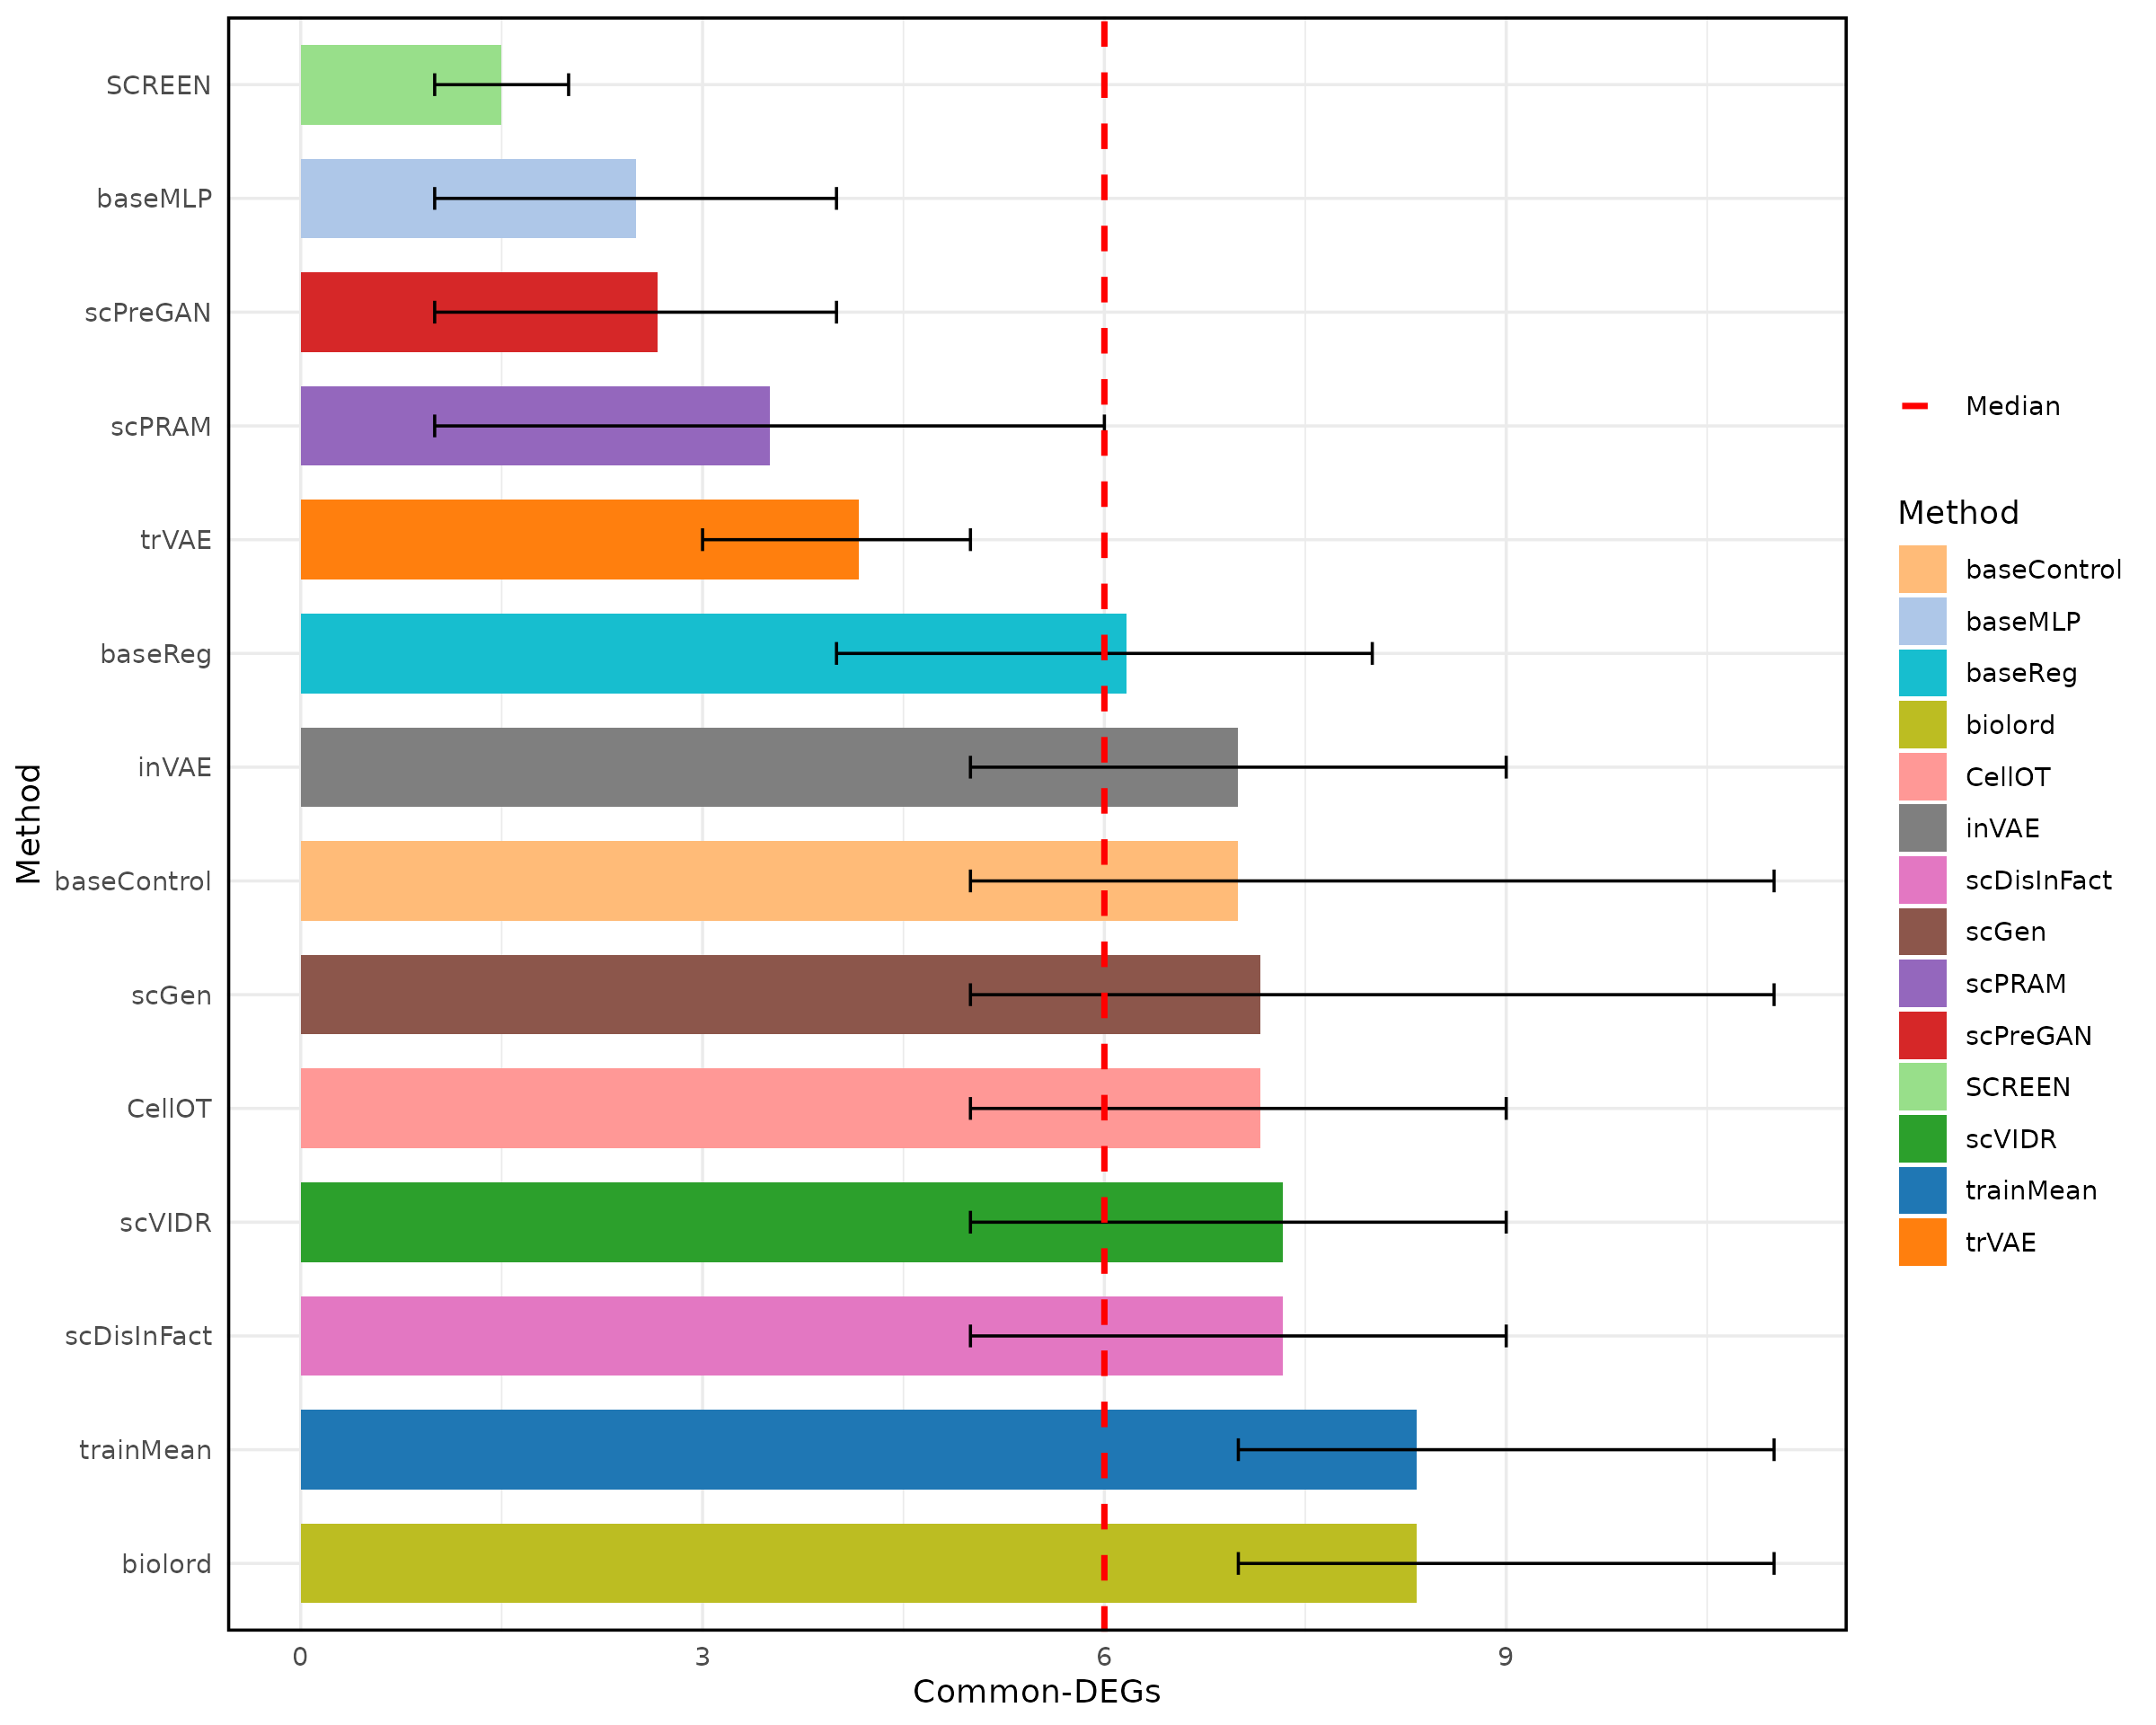 SCREEN
baseMLP
scPreGAN
scPRAM
trVAE
baseReg
inVAE
baseControl
scGen
CellOT
scVIDR
scDisInFact
trainMean
biolord
Method
0 3 6 9
Common-DEGs
Median
Method
baseControl
baseMLP
baseReg
biolord
CellOT
inVAE
scDisInFact
scGen
scPRAM
scPreGAN
SCREEN
scVIDR
trainMean
trVAE